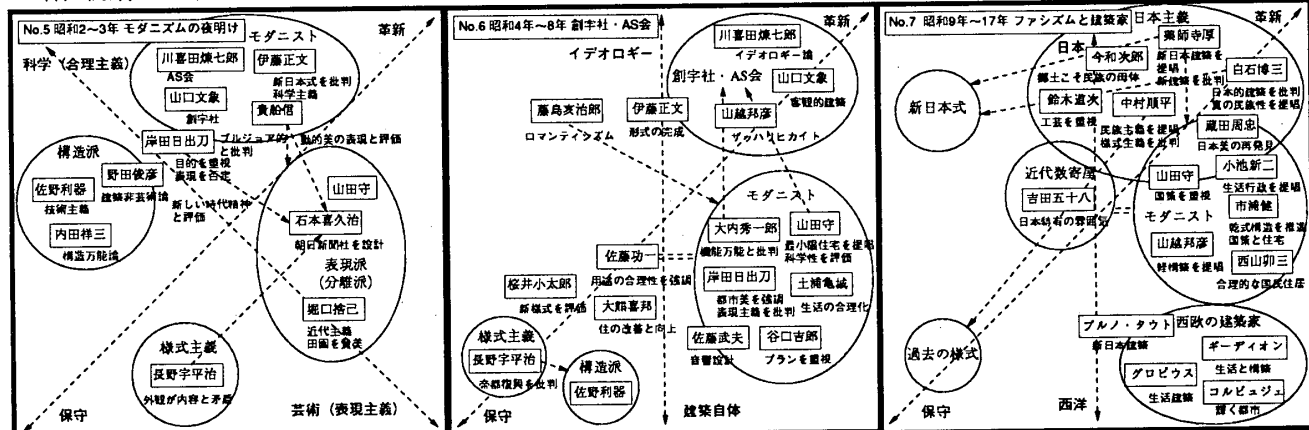 No.5 昭和2〜3年 モダニズムの夜明け
革新
科学（合理主義）
モダニスト
川喜田煉七郎
AS会
伊藤正文
新日本式を批判
科学主義
山口文象
創宇社
貴船信
岸田日出刀
ブルジョア的
と批判
動的美の表現と評価
目的を重視
表現を否定
構造派
佐野利器
技術主義
野田俊彦
建築非芸術論
内田祥三
構造万能論
新しい時代精神
と評価
山田守
石本喜久治
朝日新聞社を設計
表現派
(分離派)
堀口捨己
近代主義
田園を賛美
様式主義
長野宇平治
外観が内容と矛盾
保守
芸術（表現主義）
No.6 昭和4年〜8年 創宇社・AS会
革新
イデオロギー
川喜田煉七郎
イデオロギー論
創宇社・AS会
山口文象
客観的建築
藤島亥治郎
ロマンティシズム
伊藤正文
形式の完成
山越邦彦
ザッハリヒカイト
モダニスト
大内秀一郎
機能万能と批判
山田守
最小限住宅を提唱
科学性を評価
佐藤功一
用途の合理性を強調
岸田日出刀
都市美を強調
表現主義を批判
土浦亀城
生活の合理化
桜井小太郎
新様式を評価
大熊喜邦
住の改善と向上
佐藤武夫
音響設計
谷口吉郎
プランを重視
様式主義
長野宇平治
帝都復興を批判
構造派
佐野利器
保守
建築自体
No.7 昭和9年〜17年 ファシズムと建築家
日本主義
革新
日本
薬師寺厚
新日本建築を
提唱
新建築を批判
今和次郎
郷土こそ民族の母体
白石博三
日本的建築を批判
真の民族性を提唱
新日本式
鈴木道次
工芸を重視
中村順平
民族主義を提唱
様式主義を批判
蔵田周忠
日本美の再発見
近代数寄屋
吉田五十八
日本特有の雰囲気
山田守
国策を重視
小池新二
生活行政を提唱
モダニスト
市浦健
乾式構造を推進
国策と住宅
山越邦彦
軽構築を提唱
西山卯三
合理的な国民住居
過去の様式
ブルノ・タウト
新日本建築
西欧の建築家
ギーディオン
生活と構築
グロピウス
生活建築
コルビュジェ
輝く都市
保守
西洋